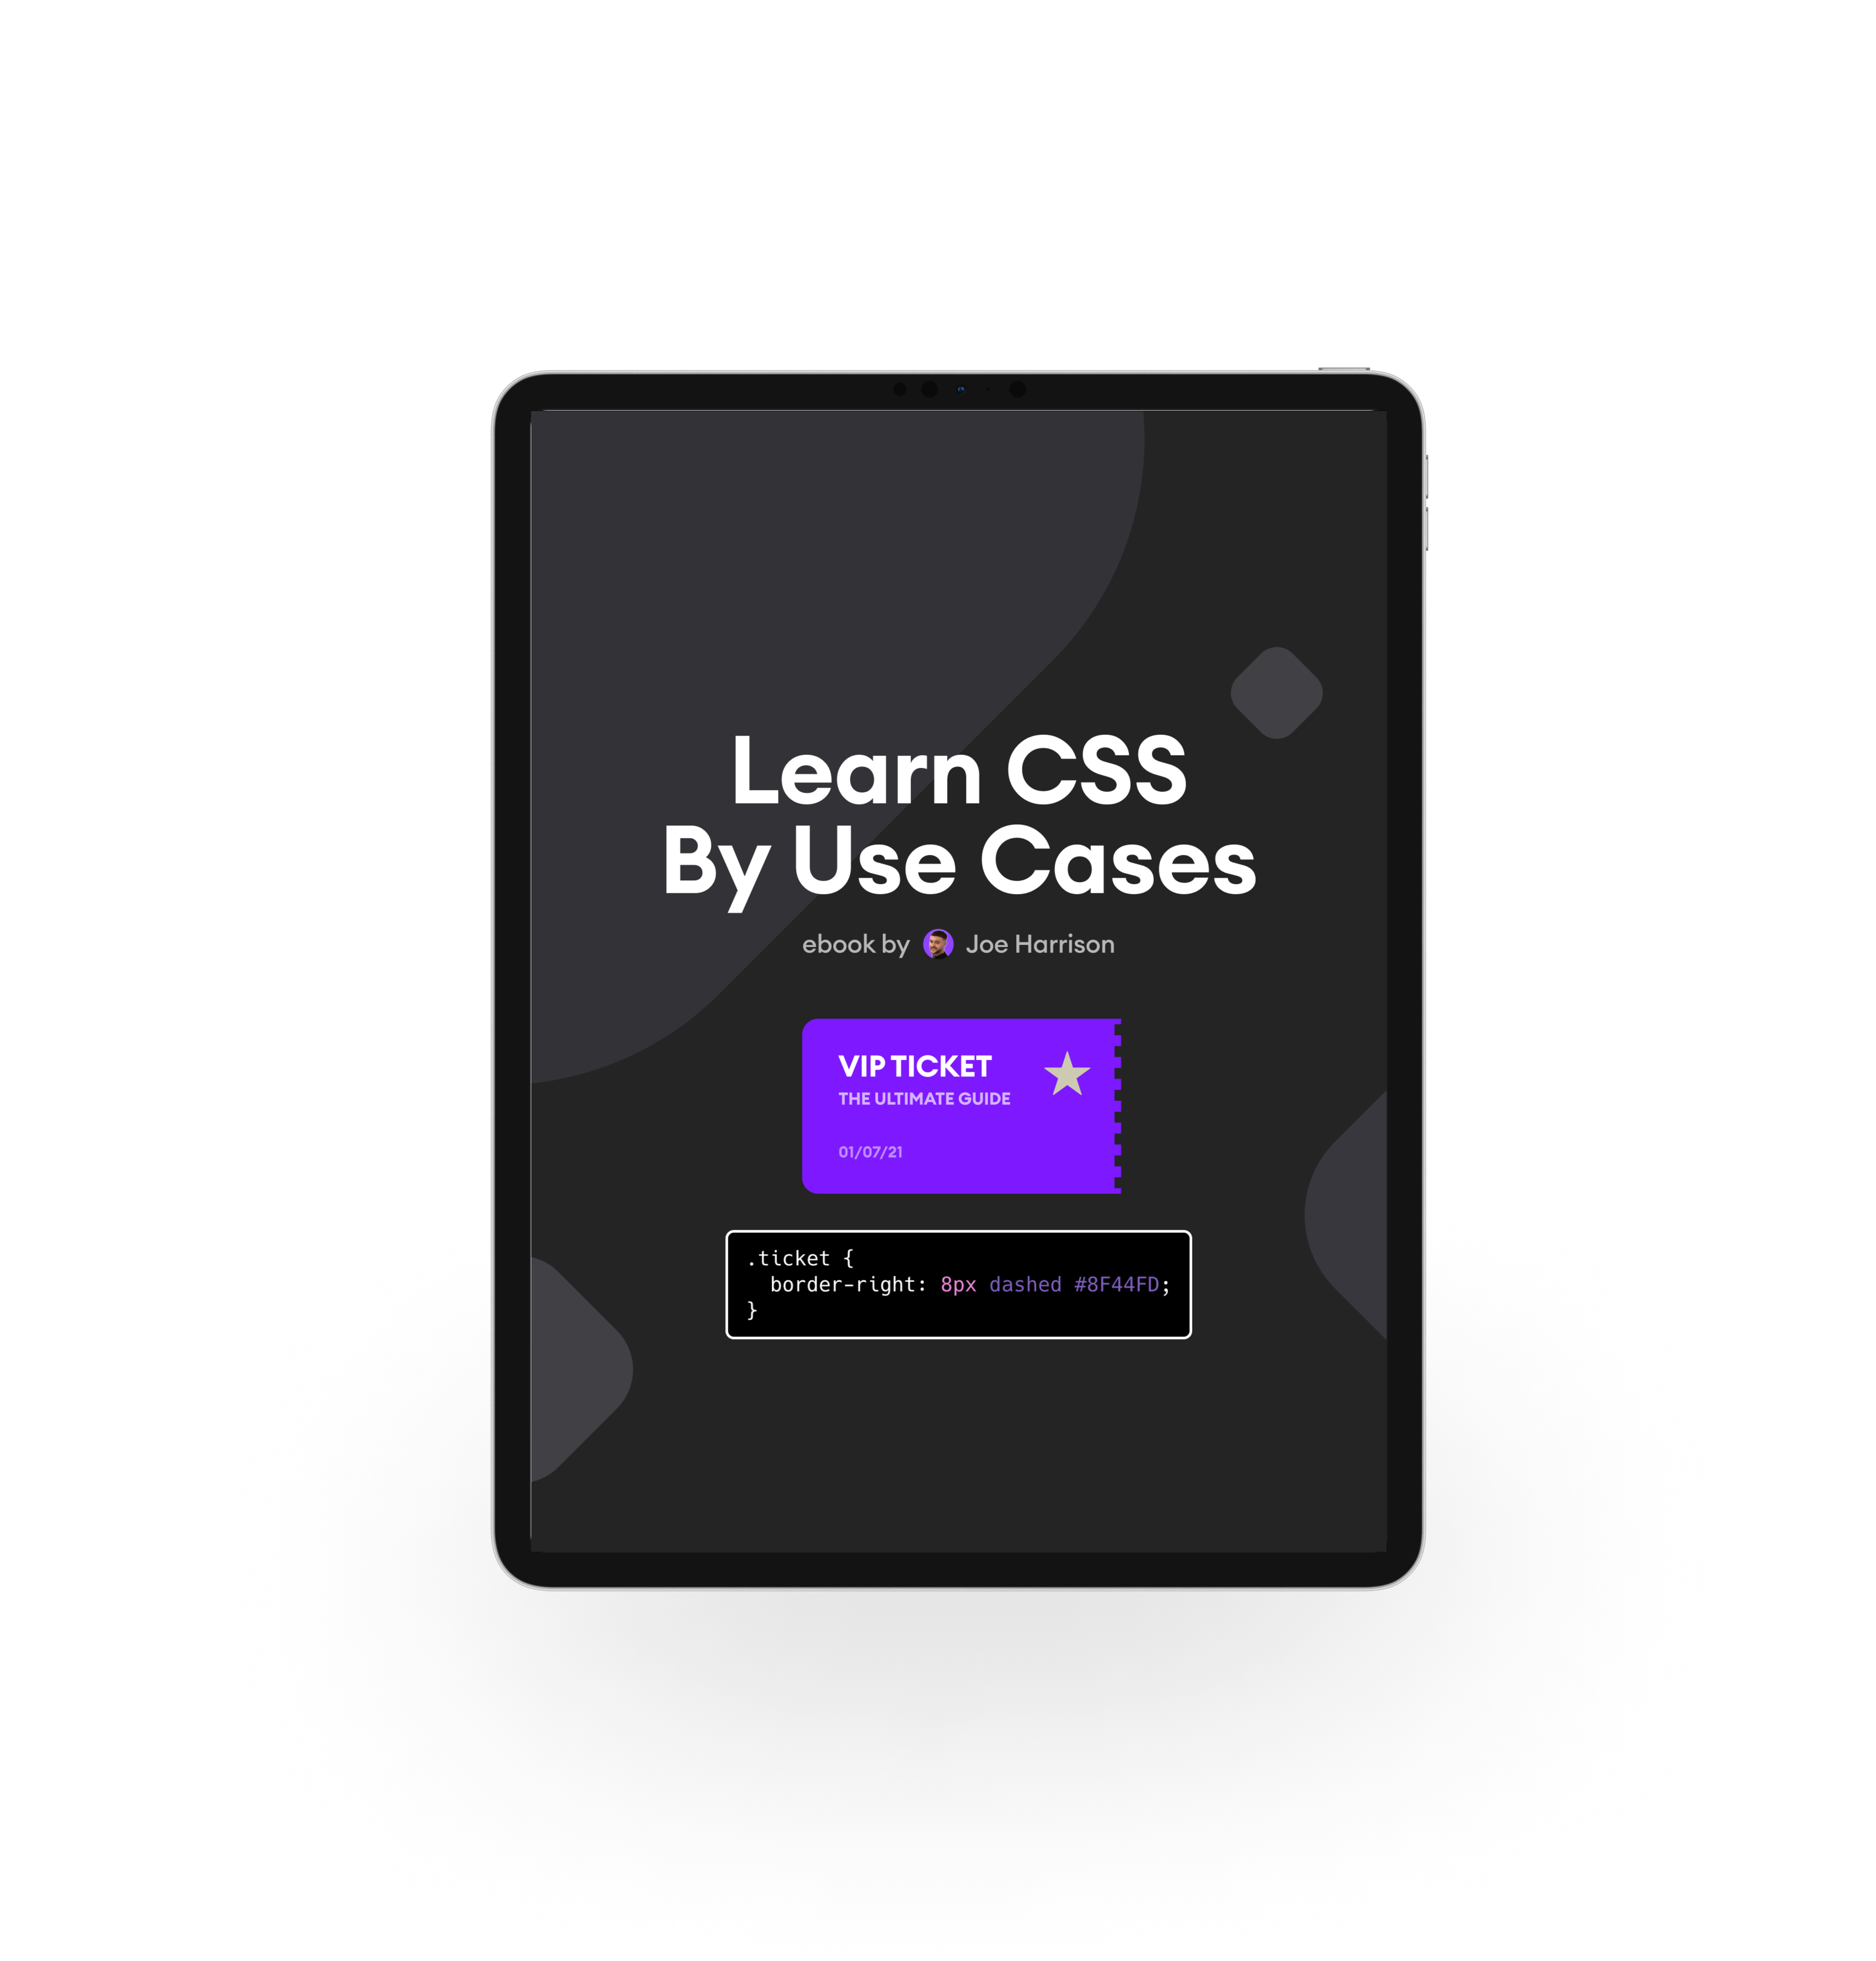 Learn CSS
By Use Cases
ebook by Joe Harrison
VIP TICKET
THE ULTIMATE GUIDE
01/07/21
.ticket {
  border-right: 8px dashed #8F44FD;
}